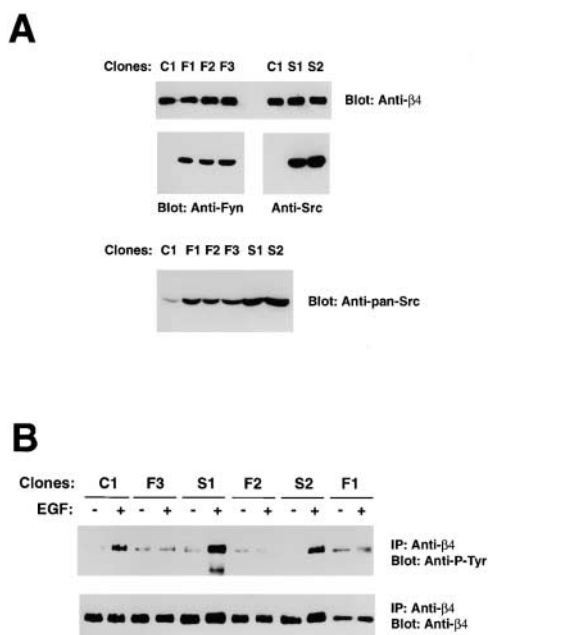 A
Clones: C1 F1 F2 F3 C1 S1 S2
Blot: Anti-β4
Blot: Anti-Fyn Anti-Src
Clones: C1 F1 F2 F3 S1 S2
Blot: Anti-pan-Src
B
Clones: C1 F3 S1 F2 S2 F1
EGF: - + - + - + - + - + - +
IP: Anti-β4
Blot: Anti-P-Tyr
IP: Anti-β4
Blot: Anti-β4